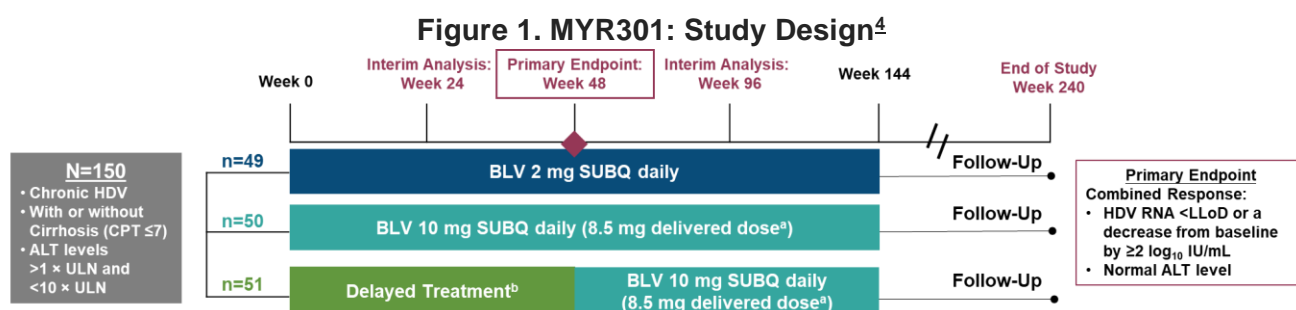 Figure 1. MYR301: Study Design4
Week 0
Interim Analysis:
Week 24
Primary Endpoint:
Week 48
Interim Analysis:
Week 96
Week 144
End of Study
Week 240
N=150
• Chronic HDV
• With or without
Cirrhosis (CPT ≤7)
• ALT levels
>1 × ULN and
<10 × ULN
n=49
BLV 2 mg SUBQ daily
Follow-Up
n=50
BLV 10 mg SUBQ daily (8.5 mg delivered doseᵃ)
Follow-Up
n=51
Delayed Treatmentᵇ
BLV 10 mg SUBQ daily
(8.5 mg delivered doseᵃ)
Follow-Up
Primary Endpoint
Combined Response:
• HDV RNA <LLoD or a
decrease from baseline
by ≥2 log₁₀ IU/mL
• Normal ALT level